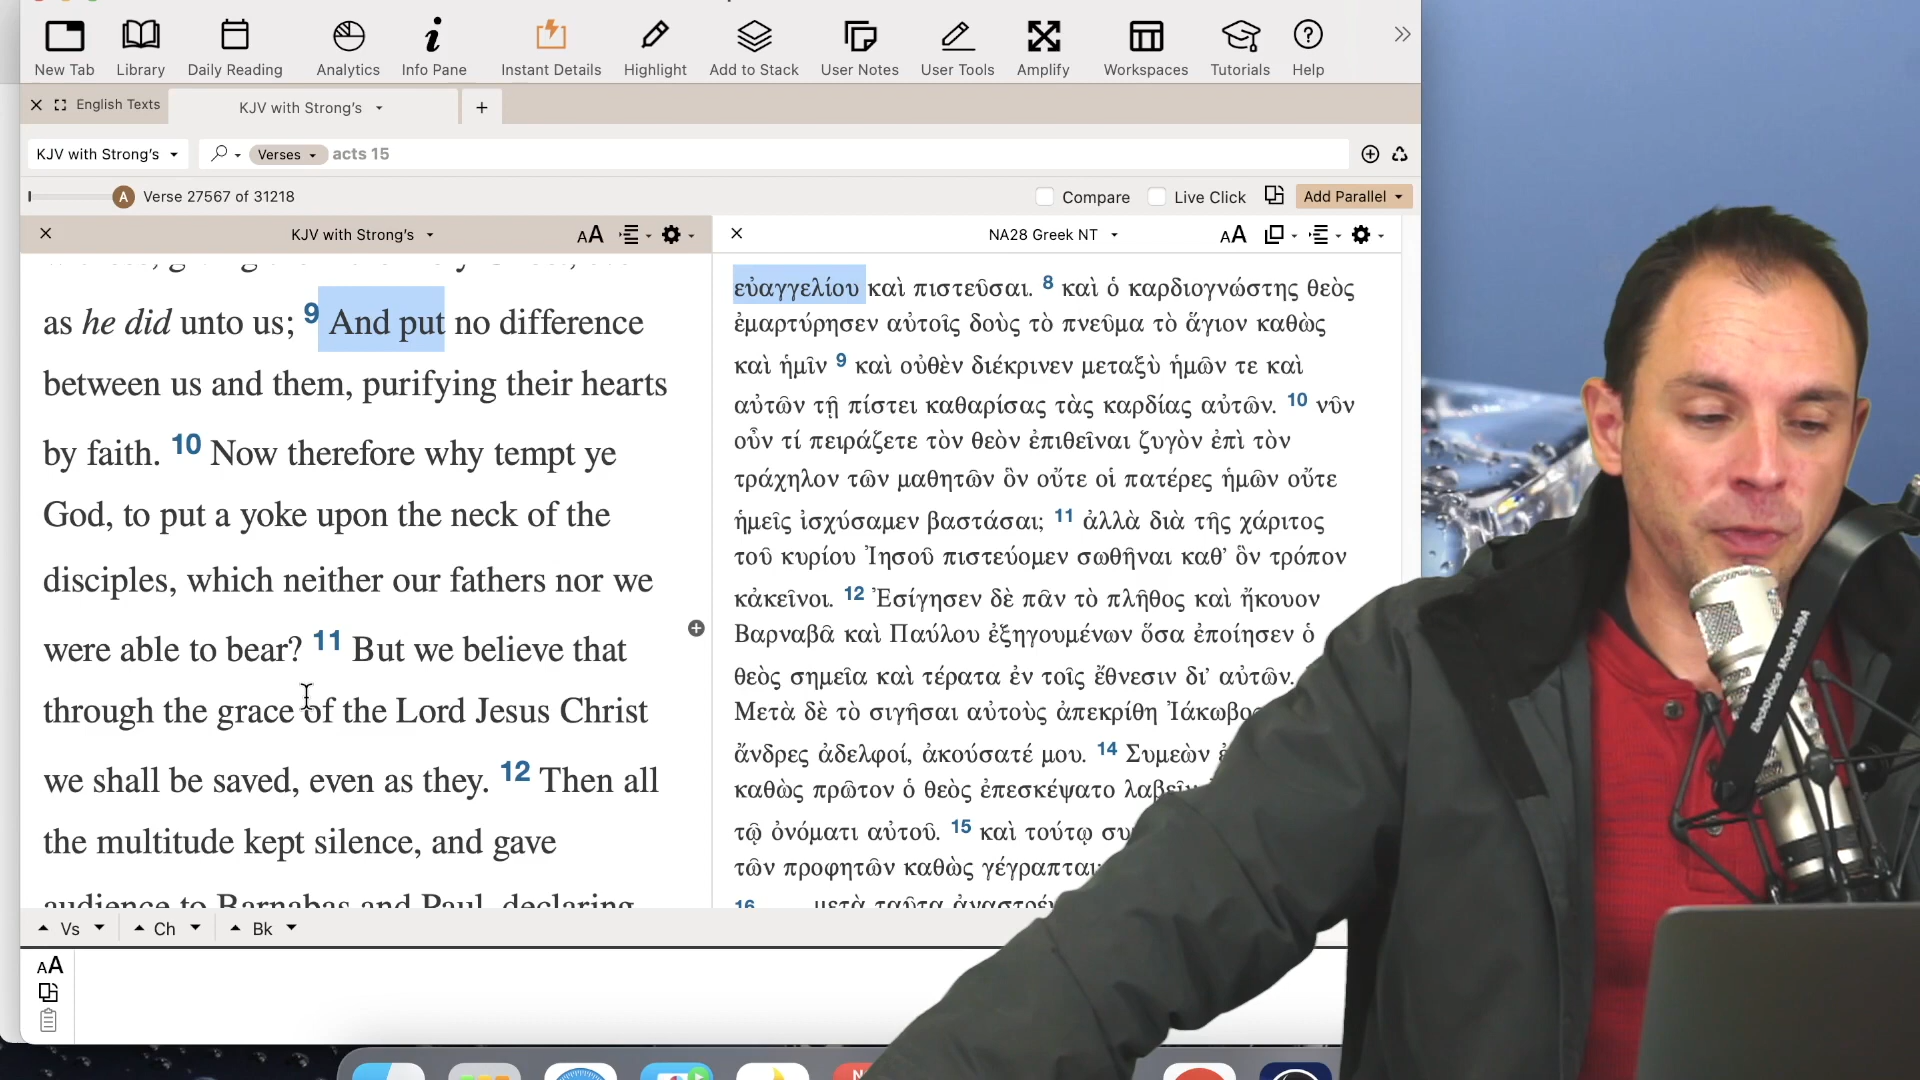 New Tab Library Daily Reading Analytics Info Pane Instant Details Highlight Add to Stack User Notes User Tools Amplify Workspaces Tutorials Help
English Texts KJV with Strong's
KJV with Strong's Verses acts 15
A Verse 27567 of 31218 Compare Live Click Add Parallel
KJV with Strong's
as he did unto us; 9 And put no difference
between us and them, purifying their hearts
by faith. 10 Now therefore why tempt ye
God, to put a yoke upon the neck of the
disciples, which neither our fathers nor we
were able to bear? 11 But we believe that
through the grace of the Lord Jesus Christ
we shall be saved, even as they. 12 Then all
the multitude kept silence, and gave
audience to Barnabas and Paul, declaring
NA28 Greek NT
εὐαγγελίου καὶ πιστεῦσαι. 8 καὶ ὁ καρδιογνώστης θεὸς
ἐμαρτύρησεν αὐτοῖς δοὺς τὸ πνεῦμα τὸ ἅγιον καθὼς
καὶ ἡμῖν 9 καὶ οὐθὲν διέκρινεν μεταξὺ ἡμῶν τε καὶ
αὐτῶν τῇ πίστει καθαρίσας τὰς καρδίας αὐτῶν. 10 νῦν
οὖν τί πειράζετε τὸν θεὸν ἐπιθεῖναι ζυγὸν ἐπὶ τὸν
τράχηλον τῶν μαθητῶν ὃν οὔτε οἱ πατέρες ἡμῶν οὔτε
ἡμεῖς ἰσχύσαμεν βαστάσαι; 11 ἀλλὰ διὰ τῆς χάριτος
τοῦ κυρίου Ἰησοῦ πιστεύομεν σωθῆναι καθ’ ὃν τρόπον
κἀκεῖνοι. 12 Ἐσίγησεν δὲ πᾶν τὸ πλῆθος καὶ ἤκουον
Βαρναβᾶ καὶ Παύλου ἐξηγουμένων ὅσα ἐποίησεν ὁ
θεὸς σημεῖα καὶ τέρατα ἐν τοῖς ἔθνεσιν δι’ αὐτῶν.
Μετὰ δὲ τὸ σιγῆσαι αὐτοὺς ἀπεκρίθη Ἰάκωβος
ἄνδρες ἀδελφοί, ἀκούσατέ μου. 14 Συμεὼν
καθὼς πρῶτον ὁ θεὸς ἐπεσκέψατο λαβεῖν
τῷ ὀνόματι αὐτοῦ. 15 καὶ τούτῳ
τῶν προφητῶν καθὼς γέγραπται
16 μετὰ ταῦτα
Vs Ch Bk